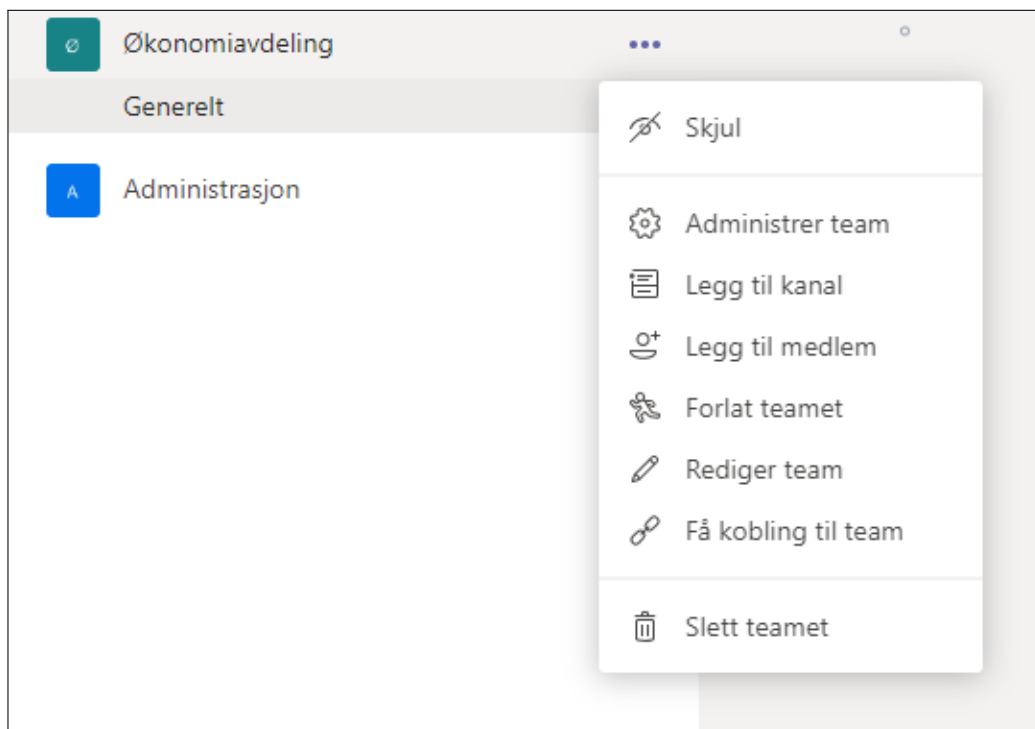 Ø Økonomiavdeling
Generelt
A Administrasjon
Skjul
Administrer team
Legg til kanal
Legg til medlem
Forlat teamet
Rediger team
Få kobling til team
Slett teamet